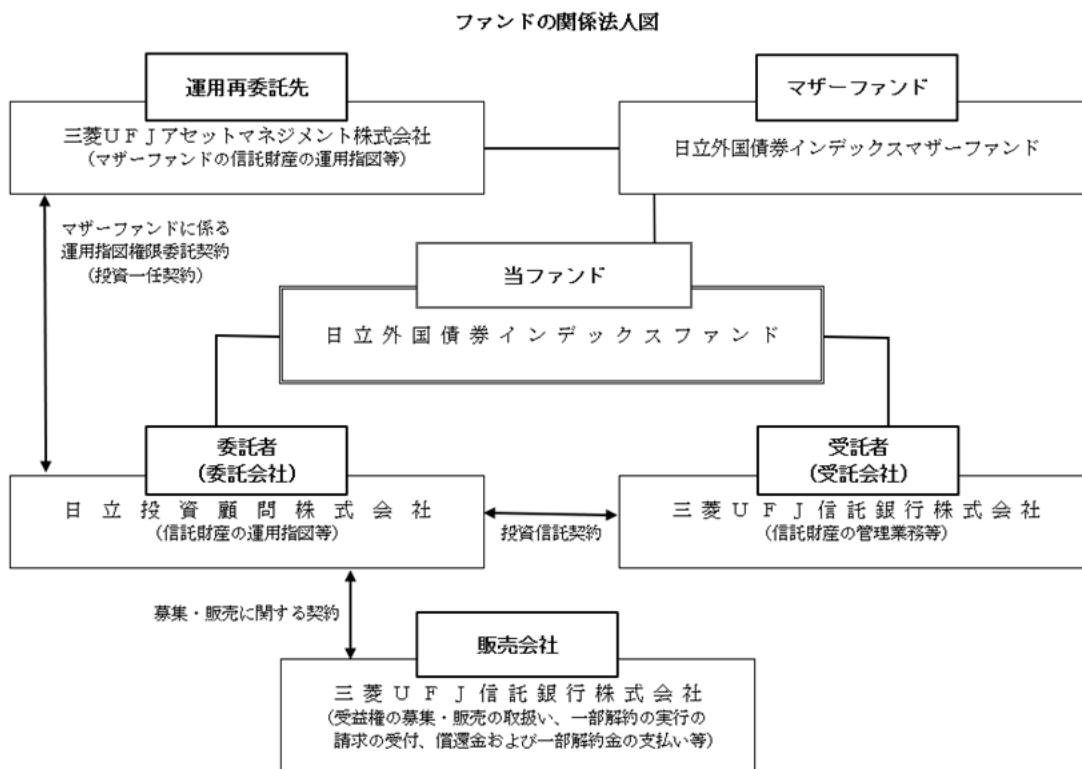 ファンドの関係法人図
運用再委託先
三菱ＵＦＪアセットマネジメント株式会社
（マザーファンドの信託財産の運用指図等）
マザーファンド
日立外国債券インデックスマザーファンド
マザーファンドに係る
運用指図権限委託契約
（投資一任契約）
当ファンド
日立外国債券インデックスファンド
委託者
（委託会社）
日立投資顧問株式会社
（信託財産の運用指図等）
投資信託契約
受託者
（受託会社）
三菱ＵＦＪ信託銀行株式会社
（信託財産の管理業務等）
募集・販売に関する契約
販売会社
三菱ＵＦＪ信託銀行株式会社
（受益権の募集・販売の取扱い、一部解約の実行の
請求の受付、償還金および一部解約金の支払い等）